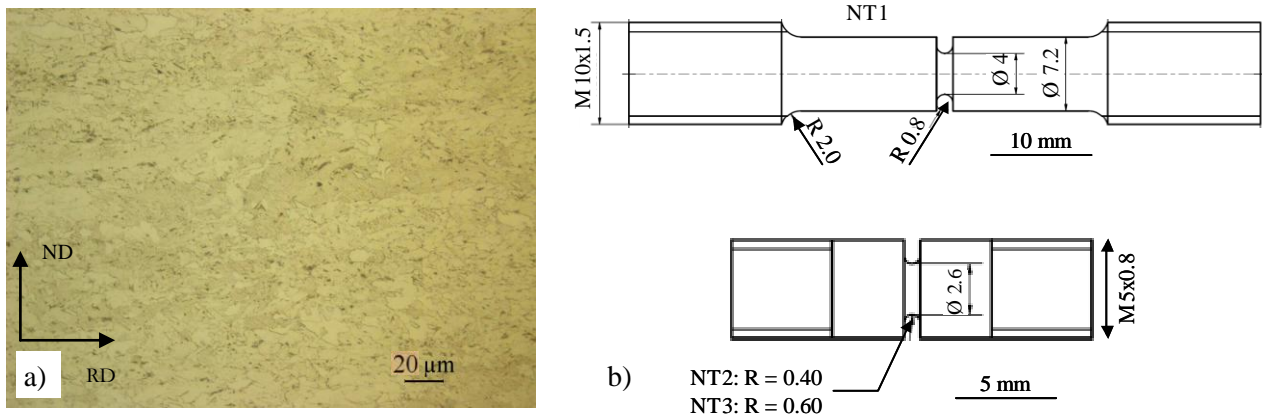 ND
RD
20 µm
a)
NT1
M10x1.5
R 2.0
R 0.8
Ø 4
Ø 7.2
10 mm
Ø 2.6
M5x0.8
NT2: R = 0.40
NT3: R = 0.60
5 mm
b)